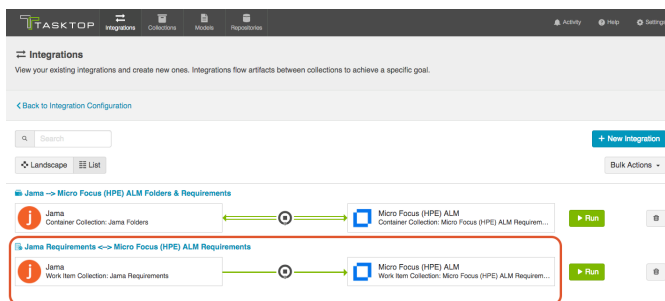 TASKTOP
Integrations
Collections
Models
Repositories
Activity
Help
Settings
Integrations
View your existing integrations and create new ones. Integrations flow artifacts between collections to achieve a specific goal.
Back to Integration Configuration
Search
+ New Integration
Landscape
List
Bulk Actions
Jama --> Micro Focus (HPE) ALM Folders & Requirements
Jama
Container Collection: Jama Folders
Micro Focus (HPE) ALM
Container Collection: Micro Focus (HPE) ALM Requirem...
Run
Jama Requirements <--> Micro Focus (HPE) ALM Requirements
Jama
Work Item Collection: Jama Requirements
Micro Focus (HPE) ALM
Work Item Collection: Micro Focus (HPE) ALM Requirem...
Run